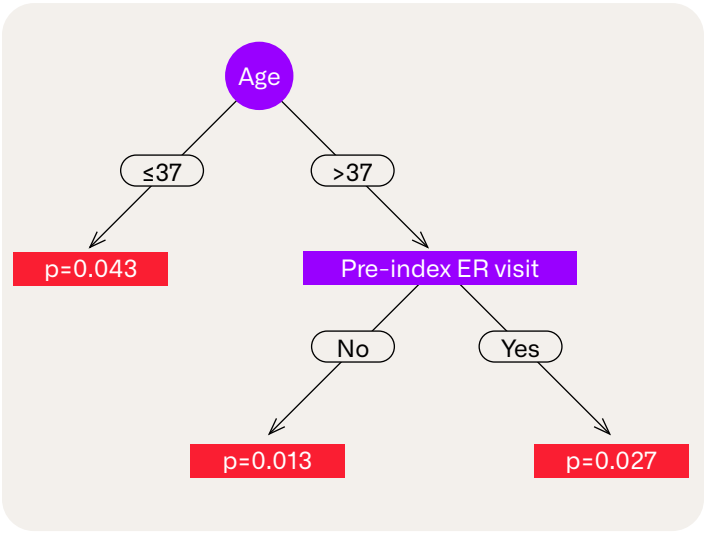 Age
≤37
>37
p=0.043
Pre-index ER visit
No
Yes
p=0.013
p=0.027